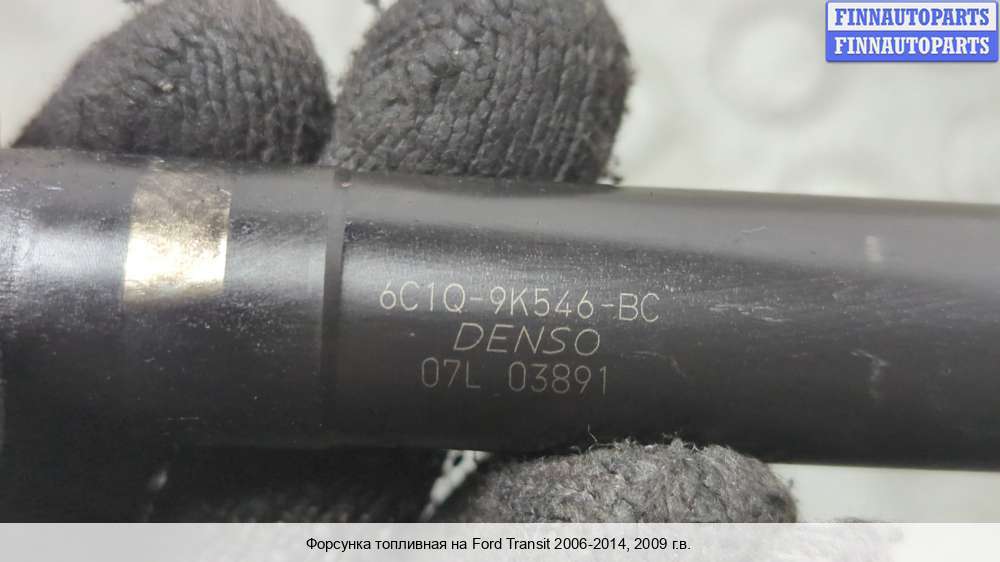 FINNAUTOPARTS
FINNAUTOPARTS
6C1Q-9K546-BC
DENSO
07L 03891
Форсунка топливная на Ford Transit 2006-2014, 2009 г.в.